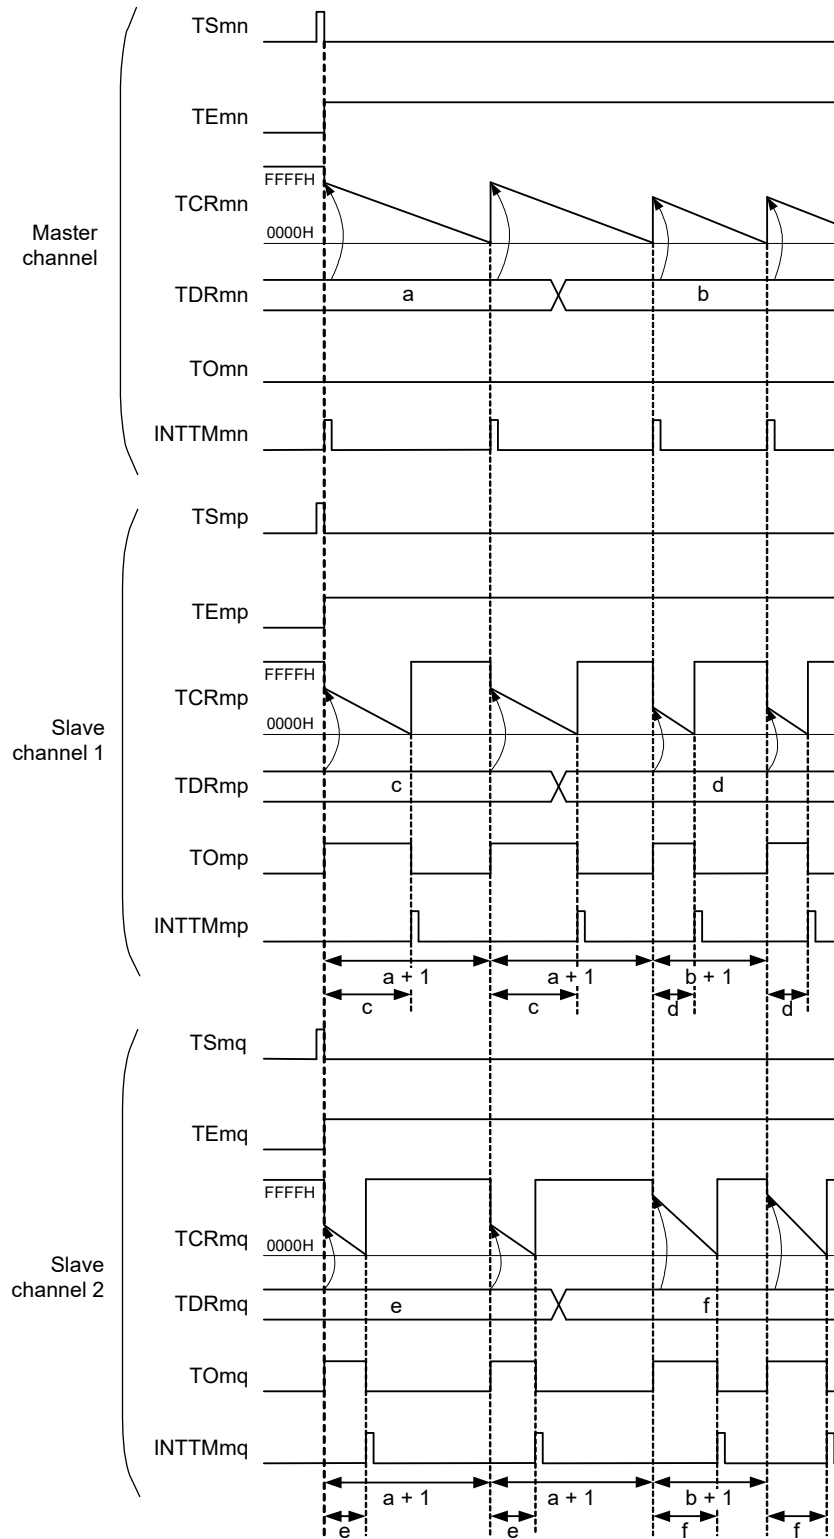 TSmn
TEmn
FFFFH
TCRmn
0000H
Master
channel
TDRmn
a
b
TOmn
INTTMmn
TSmp
TEmp
FFFFH
TCRmp
0000H
Slave
channel 1
TDRmp
c
d
TOmp
INTTMmp
a + 1
a + 1
b + 1
c
c
d
d
TSmq
TEmq
FFFFH
TCRmq
0000H
Slave
channel 2
TDRmq
e
f
TOmq
INTTMmq
a + 1
a + 1
b + 1
e
e
f
f